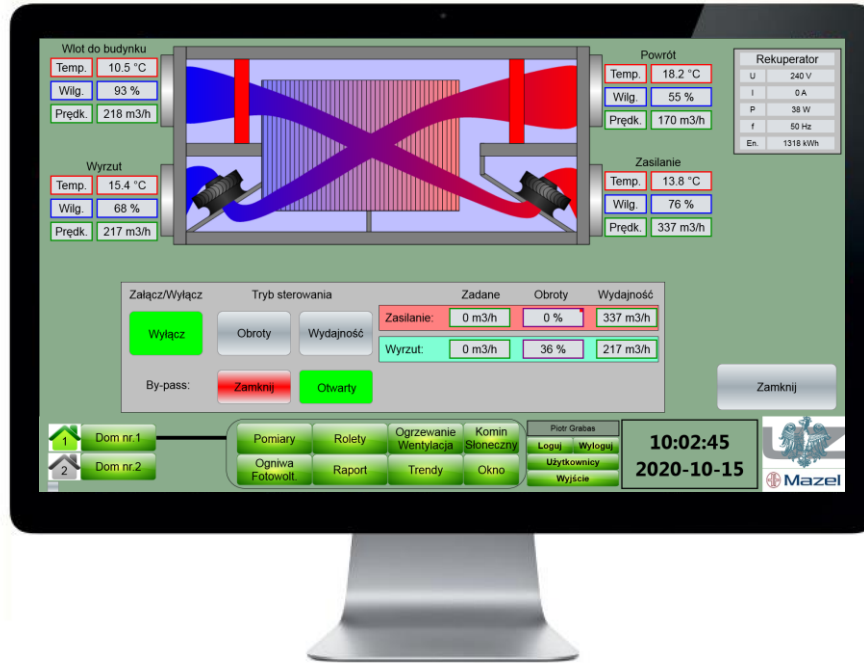 Wlot do budynku
Temp. 10.5 °C
Wilg. 93 %
Prędk. 218 m3/h
Wyrzut
Temp. 15.4 °C
Wilg. 68 %
Prędk. 217 m3/h
Powrót
Temp. 18.2 °C
Wilg. 55 %
Prędk. 170 m3/h
Zasilanie
Temp. 13.8 °C
Wilg. 76 %
Prędk. 337 m3/h
Rekuperator
U 240 V
I 0 A
P 38 W
f 50 Hz
En. 1318 kWh
Załącz/Wyłącz Tryb sterowania Zadane Obroty Wydajność
Wyłącz Obroty Wydajność
Zasilanie: 0 m3/h 0 % 337 m3/h
Wyrzut: 0 m3/h 36 % 217 m3/h
By-pass: Zamknij Otwarty
Zamknij
1 Dom nr.1
2 Dom nr.2
Pomiary Rolety Ogrzewanie Wentylacja Komin Słoneczny
Ogniwa Fotowolt. Raport Trendy Okno
Piotr Grabas
Loguj Wyloguj
Użytkownicy
Wyjście
10:02:45
2020-10-15
UZ
Mazel